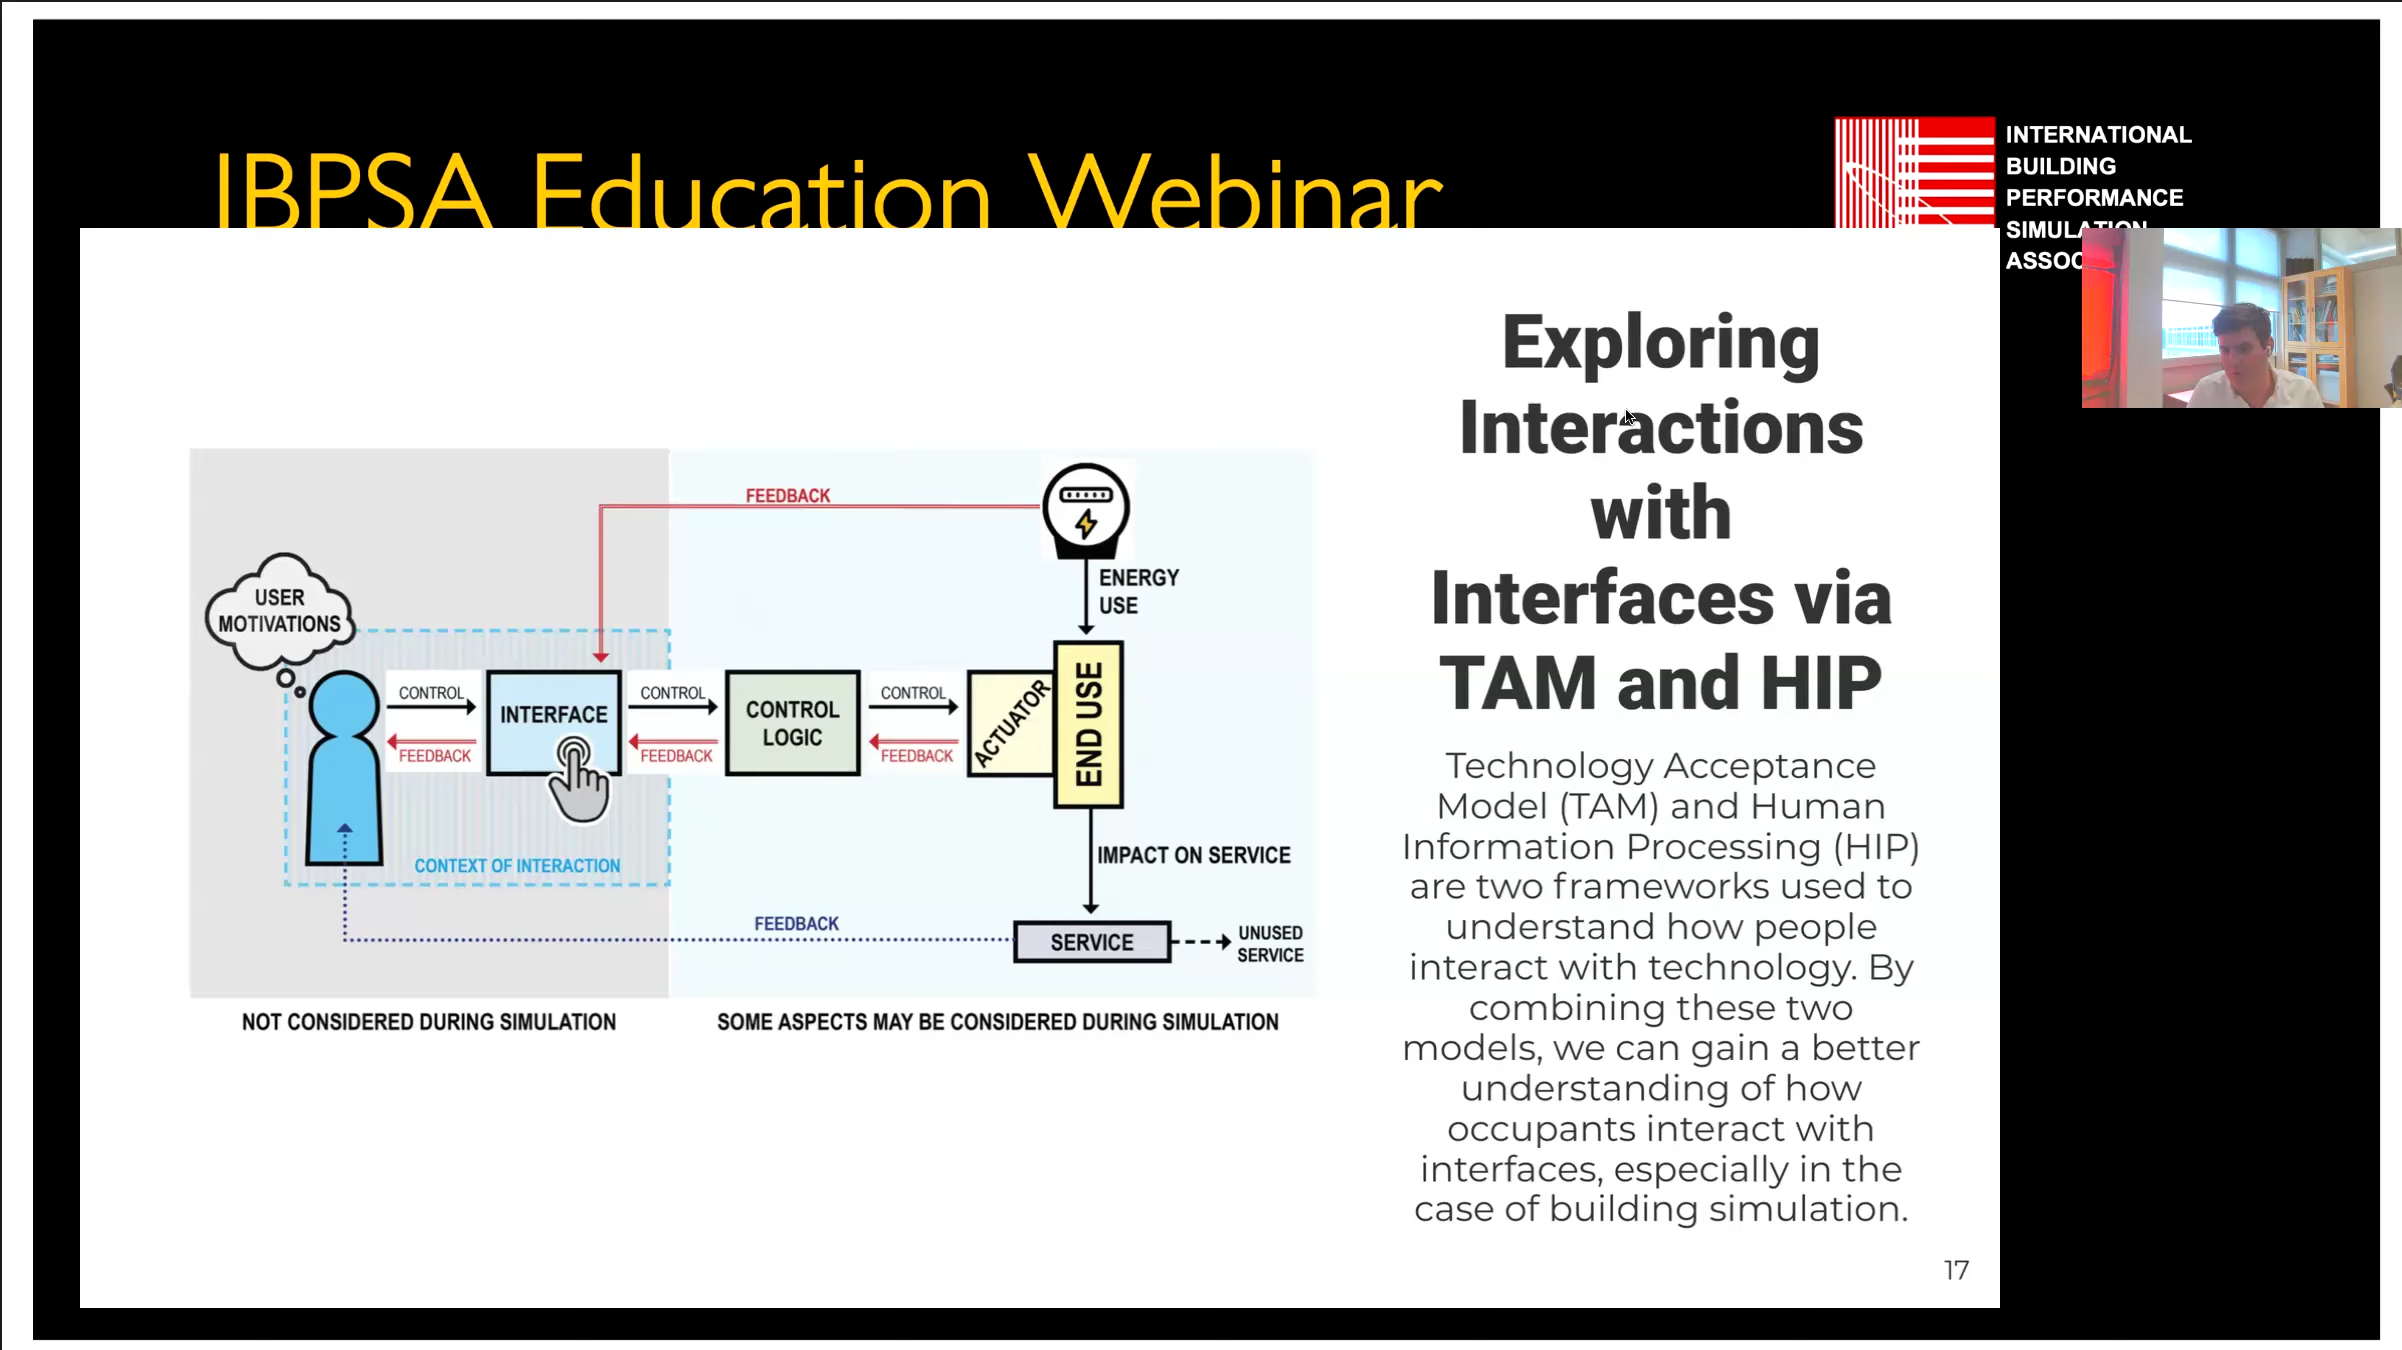 IBPSA Education Webinar
INTERNATIONAL
BUILDING
PERFORMANCE
SIMULATION
ASSOC
Exploring
Interactions
with
Interfaces via
TAM and HIP
Technology Acceptance
Model (TAM) and Human
Information Processing (HIP)
are two frameworks used to
understand how people
interact with technology. By
combining these two
models, we can gain a better
understanding of how
occupants interact with
interfaces, especially in the
case of building simulation.
FEEDBACK
ENERGY
USE
USER
MOTIVATIONS
CONTROL
FEEDBACK
INTERFACE
CONTROL
FEEDBACK
CONTROL
LOGIC
CONTROL
FEEDBACK
ACTUATOR
END USE
CONTEXT OF INTERACTION
IMPACT ON SERVICE
FEEDBACK
SERVICE
UNUSED
SERVICE
NOT CONSIDERED DURING SIMULATION
SOME ASPECTS MAY BE CONSIDERED DURING SIMULATION
17